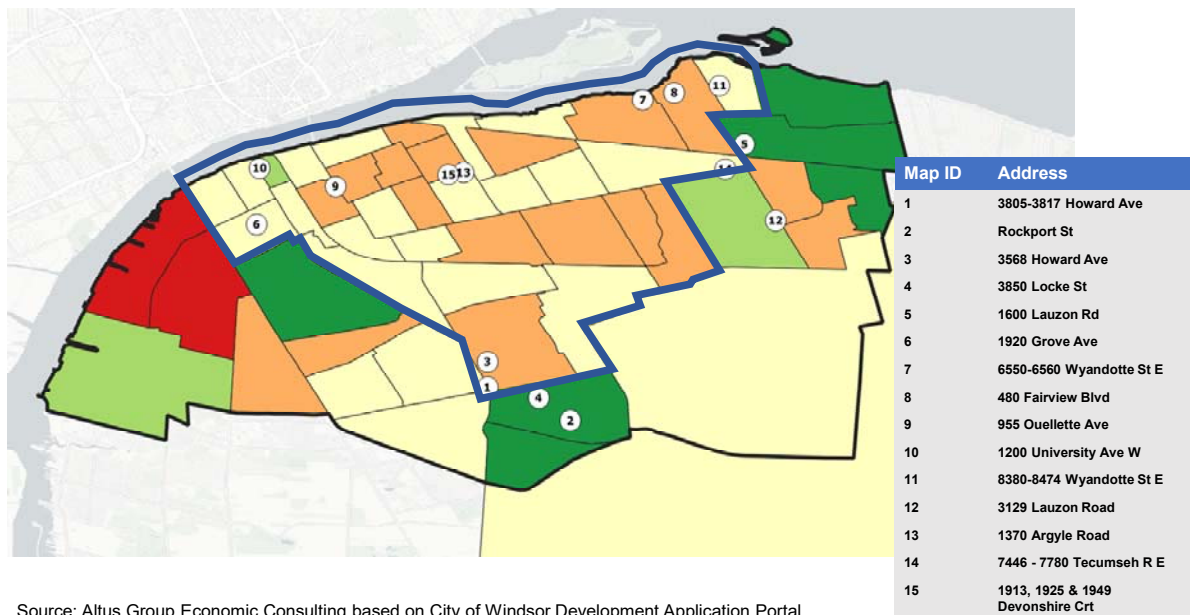 11
8
7
5
10
14
15 13
9
12
6
3
1
4
2
Map ID Address
1 3805-3817 Howard Ave
2 Rockport St
3 3568 Howard Ave
4 3850 Locke St
5 1600 Lauzon Rd
6 1920 Grove Ave
7 6550-6560 Wyandotte St E
8 480 Fairview Blvd
9 955 Ouellette Ave
10 1200 University Ave W
11 8380-8474 Wyandotte St E
12 3129 Lauzon Road
13 1370 Argyle Road
14 7446 - 7780 Tecumseh R E
15 1913, 1925 & 1949
Devonshire Crt
Source: Altus Group Economic Consulting based on City of Windsor Development Application Portal